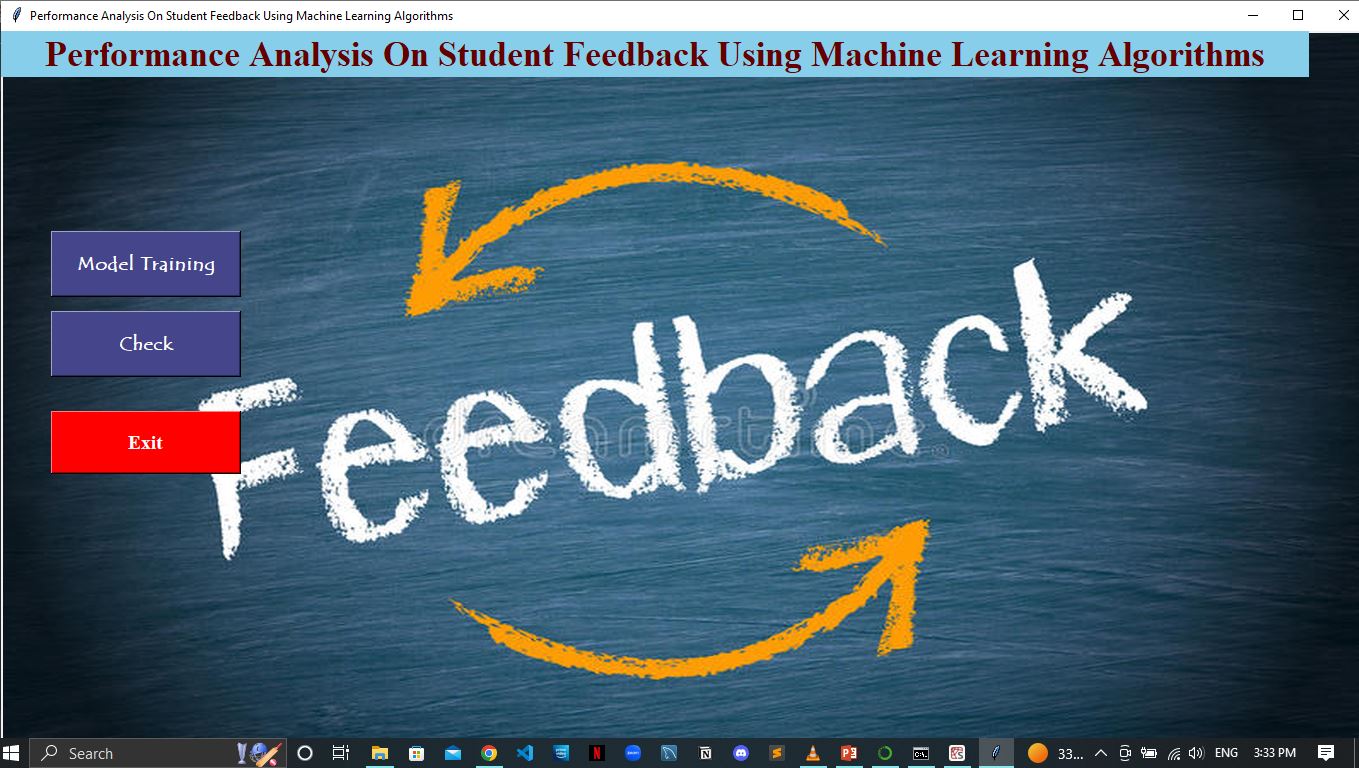 Performance Analysis On Student Feedback Using Machine Learning Algorithms
Performance Analysis On Student Feedback Using Machine Learning Algorithms
Model Training
Check
Exit
Feedback
dreamstime
Search
33...
ENG
3:33 PM